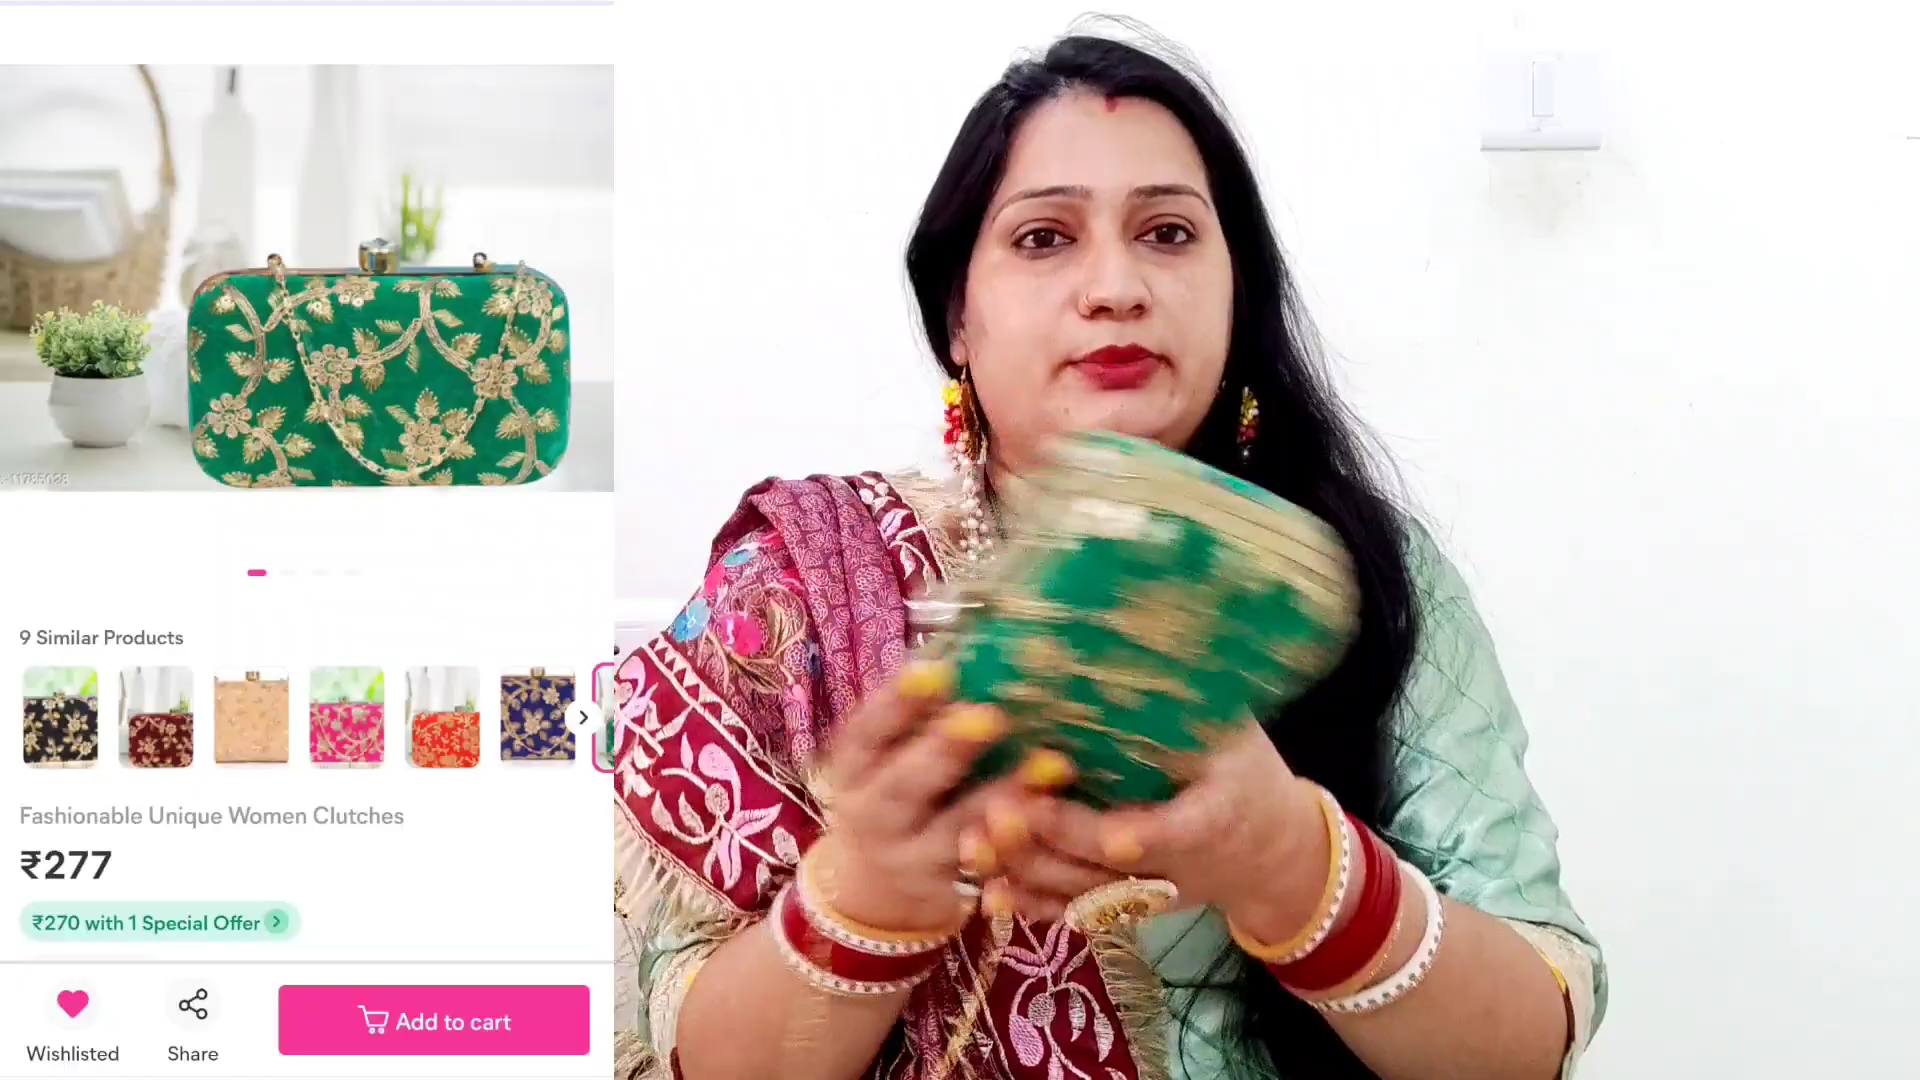 9 Similar Products
Fashionable Unique Women Clutches
₹277
₹270 with 1 Special Offer
Wishlisted
Share
Add to cart